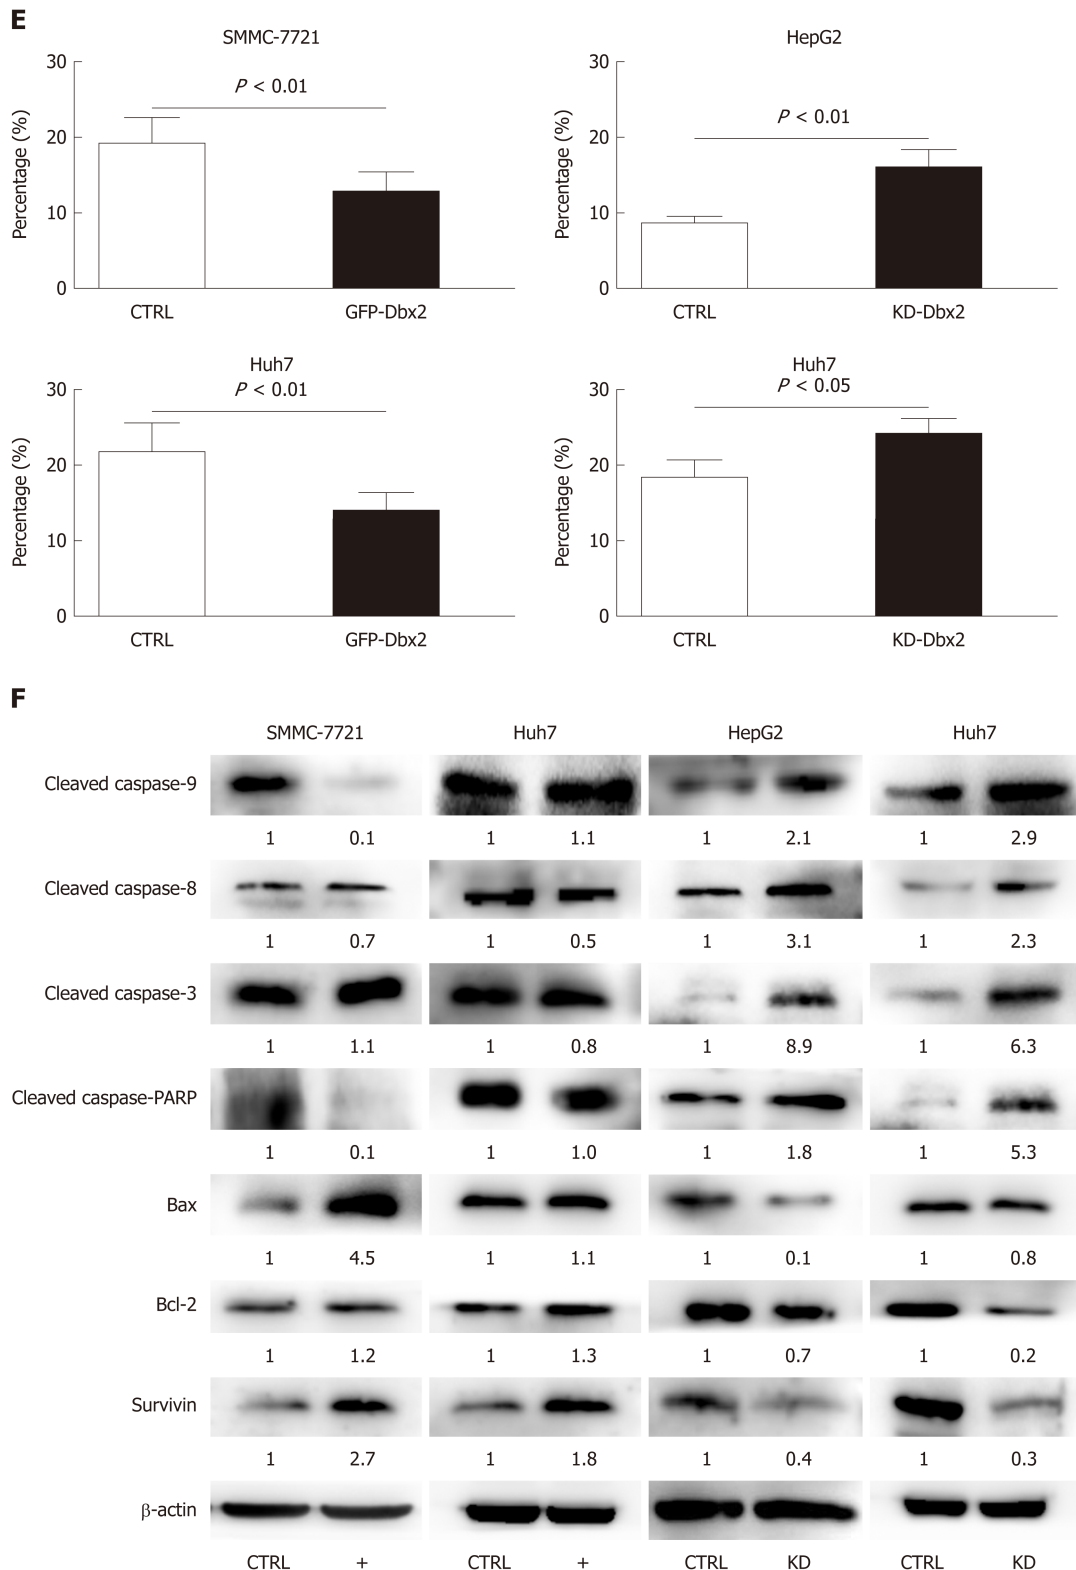 E
SMMC-7721
HepG2
30
20
10
0
Percentage (%)
P < 0.01
CTRL
GFP-Dbx2
30
20
10
0
Percentage (%)
P < 0.01
CTRL
KD-Dbx2
Huh7
30
20
10
0
Percentage (%)
P < 0.01
CTRL
GFP-Dbx2
Huh7
30
20
10
0
Percentage (%)
P < 0.05
CTRL
KD-Dbx2
F
SMMC-7721 Huh7 HepG2 Huh7
Cleaved caspase-9
1 0.1 1 1.1 1 2.1 1 2.9
Cleaved caspase-8
1 0.7 1 0.5 1 3.1 1 2.3
Cleaved caspase-3
1 1.1 1 0.8 1 8.9 1 6.3
Cleaved caspase-PARP
1 0.1 1 1.0 1 1.8 1 5.3
Bax
1 4.5 1 1.1 1 0.1 1 0.8
Bcl-2
1 1.2 1 1.3 1 0.7 1 0.2
Survivin
1 2.7 1 1.8 1 0.4 1 0.3
β-actin
CTRL + CTRL + CTRL KD CTRL KD